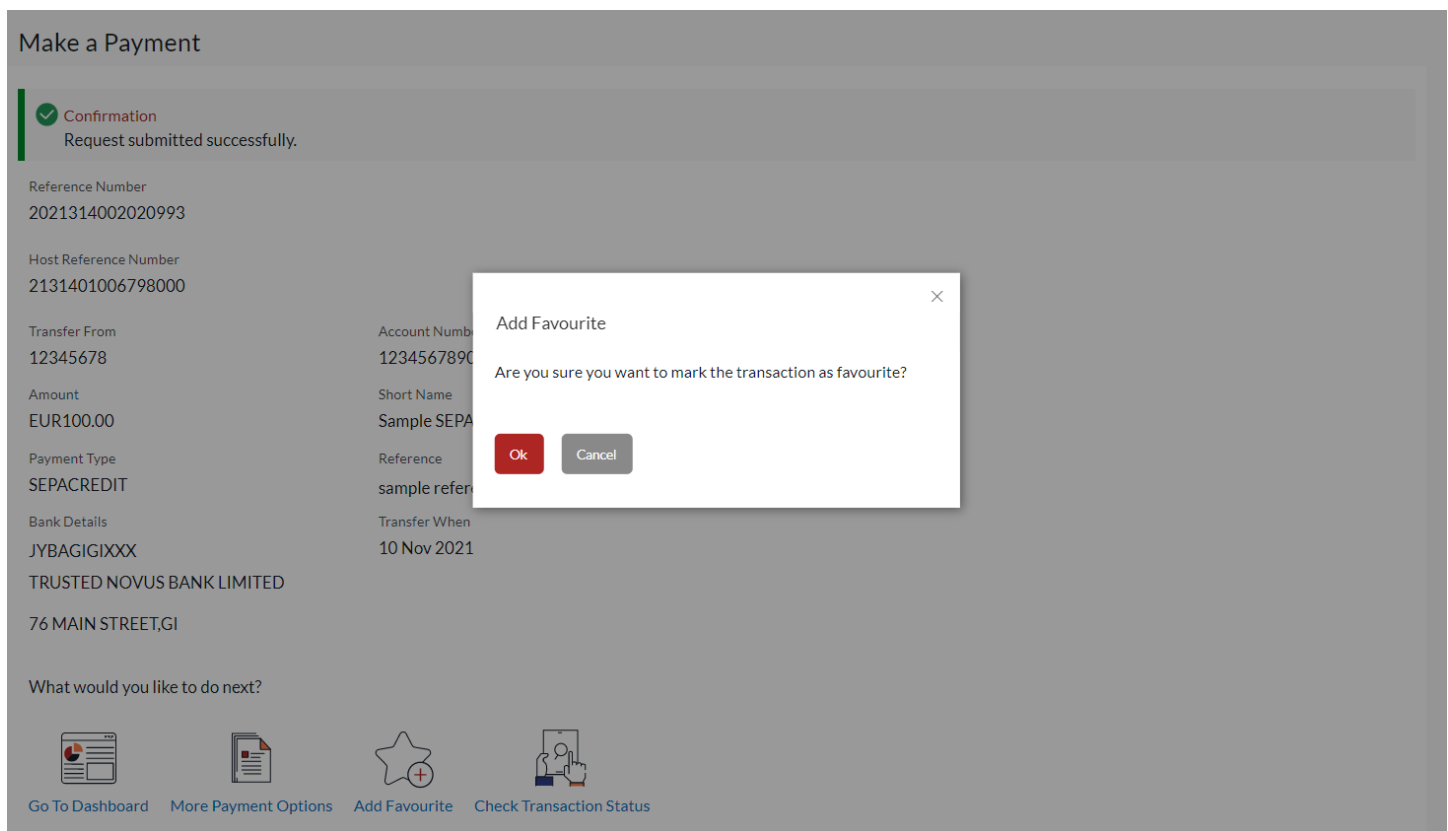 Make a Payment
Confirmation
Request submitted successfully.
Reference Number
2021314002020993
Host Reference Number
2131401006798000
Transfer From
12345678
Account Numb
1234567890
Amount
EUR100.00
Short Name
Sample SEPA
Payment Type
SEPACREDIT
Reference
sample refer
Bank Details
JYBAGIGIXXX
TRUSTED NOVUS BANK LIMITED
76 MAIN STREET,GI
Transfer When
10 Nov 2021
Add Favourite
Are you sure you want to mark the transaction as favourite?
Ok
Cancel
What would you like to do next?
Go To Dashboard
More Payment Options
Add Favourite
Check Transaction Status